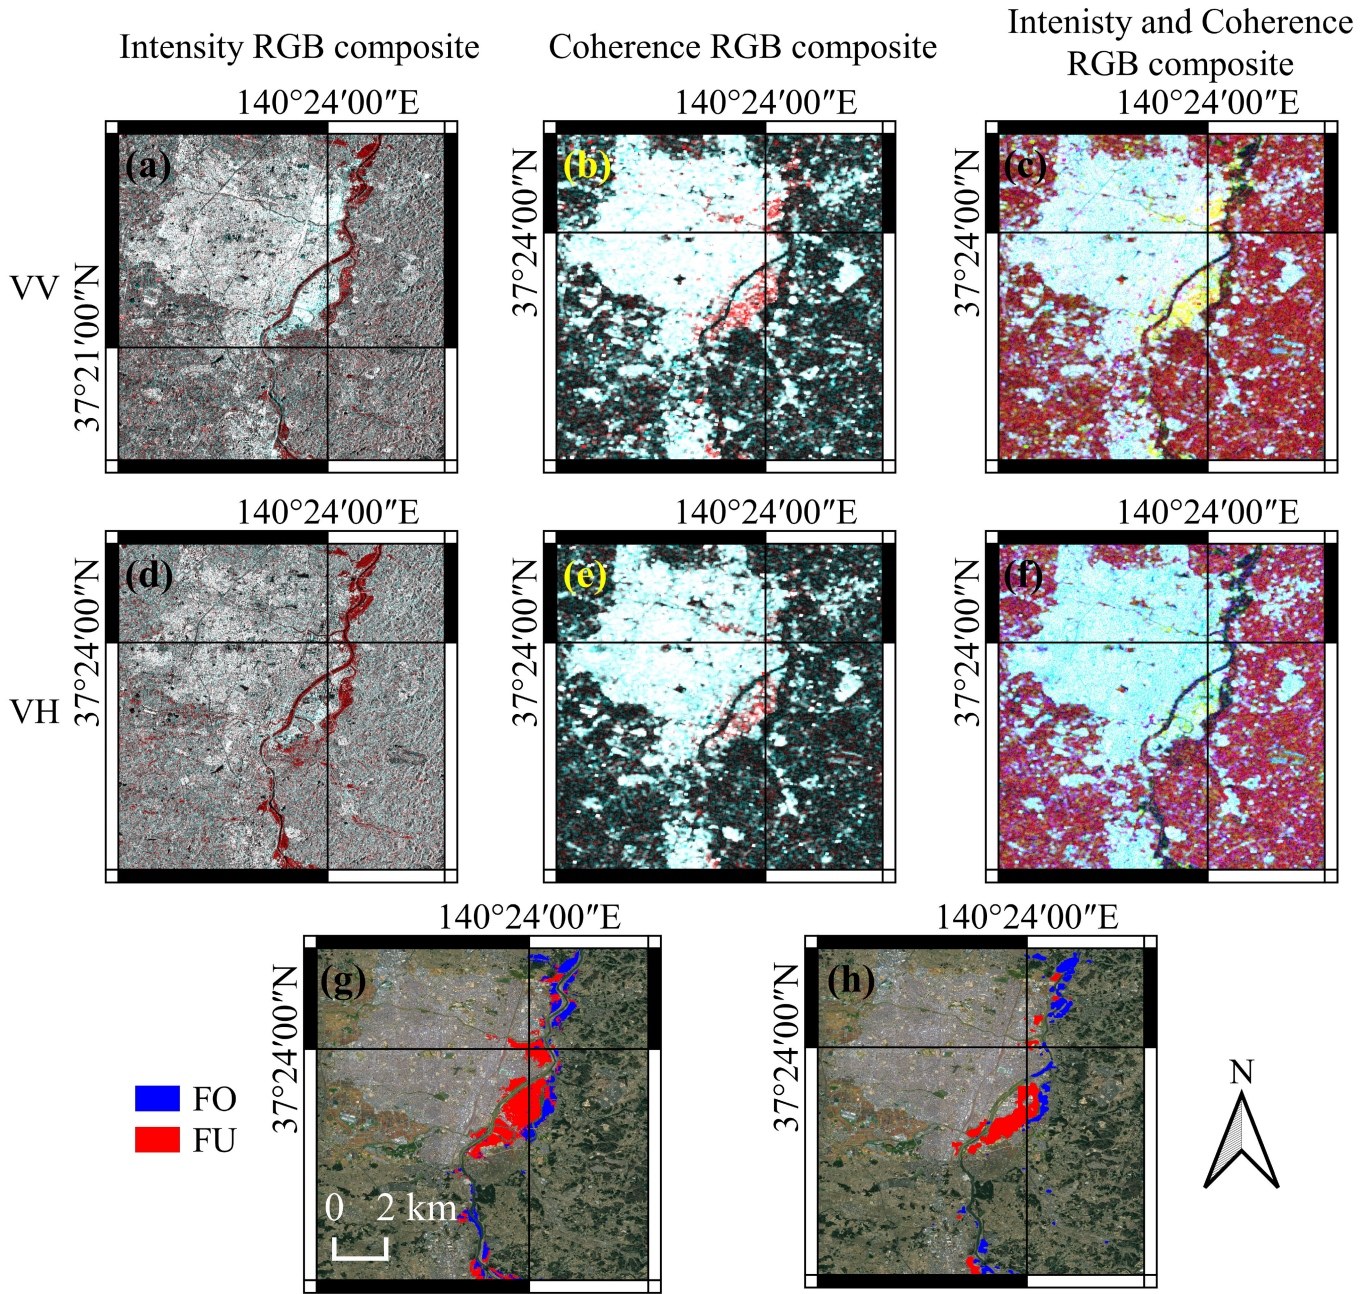 Intensity RGB composite
Coherence RGB composite
Intenisty and Coherence
RGB composite
140°24′00″E
140°24′00″E
140°24′00″E
VV
37°24′00″N
37°21′00″N
37°24′00″N
37°24′00″N
(a)
(b)
(c)
140°24′00″E
140°24′00″E
140°24′00″E
VH
37°24′00″N
37°24′00″N
37°24′00″N
(d)
(e)
(f)
140°24′00″E
140°24′00″E
37°24′00″N
37°24′00″N
(g)
(h)
FO
FU
0 2 km
N